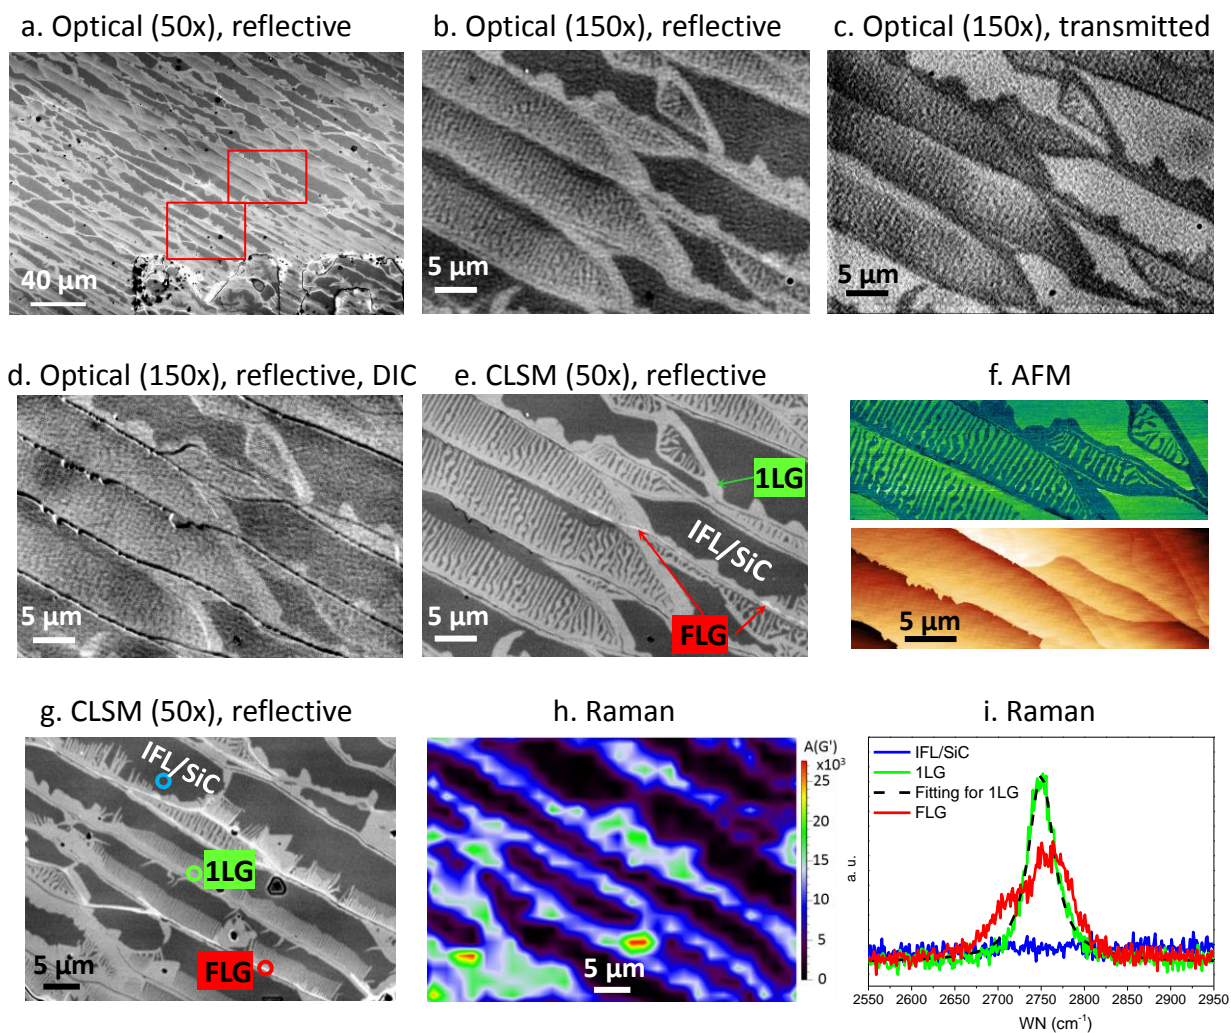 a. Optical (50x), reflective
b. Optical (150x), reflective
c. Optical (150x), transmitted
40 µm
5 µm
5 µm
d. Optical (150x), reflective, DIC
e. CLSM (50x), reflective
f. AFM
1LG
IFL/SiC
FLG
5 µm
5 µm
5 µm
g. CLSM (50x), reflective
h. Raman
i. Raman
IFL/SiC
1LG
FLG
5 µm
5 µm
A(G')
x10³
25
20
15
10
5
0
IFL/SiC
1LG
Fitting for 1LG
FLG
a. u.
2550 2600 2650 2700 2750 2800 2850 2900 2950
WN (cm⁻¹)